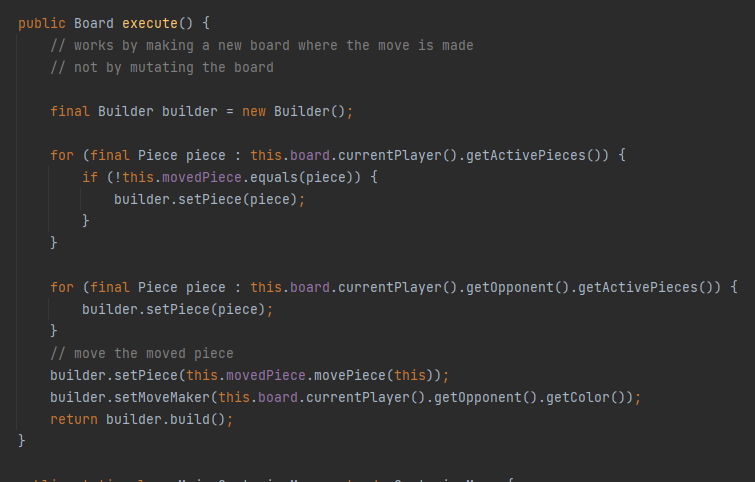 public Board execute() {
// works by making a new board where the move is made
// not by mutating the board
final Builder builder = new Builder();
for (final Piece piece : this.board.currentPlayer().getActivePieces()) {
if (!this.movedPiece.equals(piece)) {
builder.setPiece(piece);
}
}
for (final Piece piece : this.board.currentPlayer().getOpponent().getActivePieces()) {
builder.setPiece(piece);
}
// move the moved piece
builder.setPiece(this.movedPiece.movePiece(this));
builder.setMoveMaker(this.board.currentPlayer().getOpponent().getColor());
return builder.build();
}